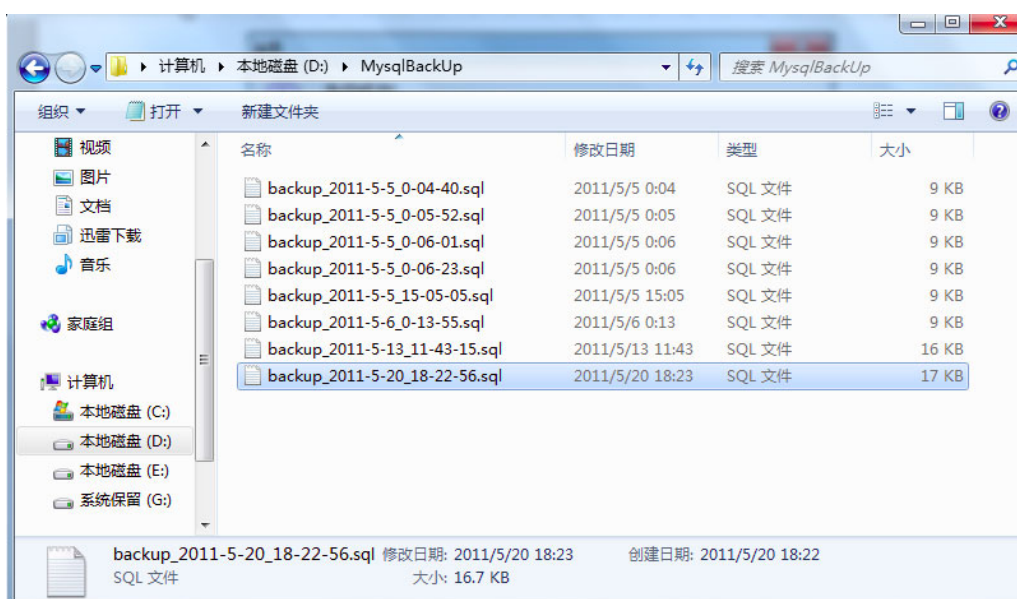 计算机 本地磁盘 (D:) MysqlBackUp 搜索 MysqlBackUp
组织 打开 新建文件夹
视频
图片
文档
迅雷下载
音乐
家庭组
计算机
本地磁盘 (C:)
本地磁盘 (D:)
本地磁盘 (E:)
系统保留 (G:)
名称 修改日期 类型 大小
backup_2011-5-5_0-04-40.sql 2011/5/5 0:04 SQL 文件 9 KB
backup_2011-5-5_0-05-52.sql 2011/5/5 0:05 SQL 文件 9 KB
backup_2011-5-5_0-06-01.sql 2011/5/5 0:06 SQL 文件 9 KB
backup_2011-5-5_0-06-23.sql 2011/5/5 0:06 SQL 文件 9 KB
backup_2011-5-5_15-05-05.sql 2011/5/5 15:05 SQL 文件 9 KB
backup_2011-5-6_0-13-55.sql 2011/5/6 0:13 SQL 文件 9 KB
backup_2011-5-13_11-43-15.sql 2011/5/13 11:43 SQL 文件 16 KB
backup_2011-5-20_18-22-56.sql 2011/5/20 18:23 SQL 文件 17 KB
backup_2011-5-20_18-22-56.sql 修改日期: 2011/5/20 18:23 创建日期: 2011/5/20 18:22
SQL 文件 大小: 16.7 KB